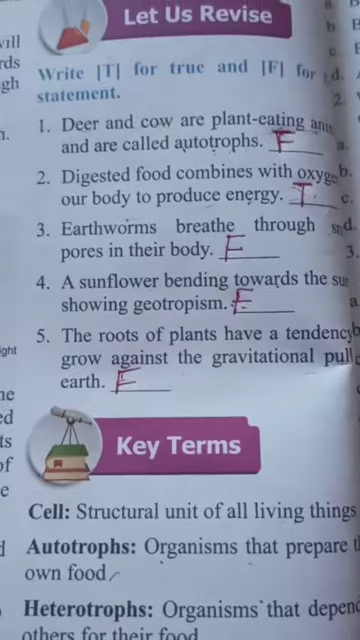 Let Us Revise
Write [T] for true and [F] for
statement.
1. Deer and cow are plant-eating
and are called autotrophs. F
2. Digested food combines with
our body to produce energy. T
3. Earthworms breathe through
pores in their body. F
4. A sunflower bending towards the
showing geotropism. F
5. The roots of plants have a tendency
grow against the gravitational pull
earth. F
Key Terms
Cell: Structural unit of all living things
Autotrophs: Organisms that prepare
own food
Heterotrophs: Organisms that depend
others for their food